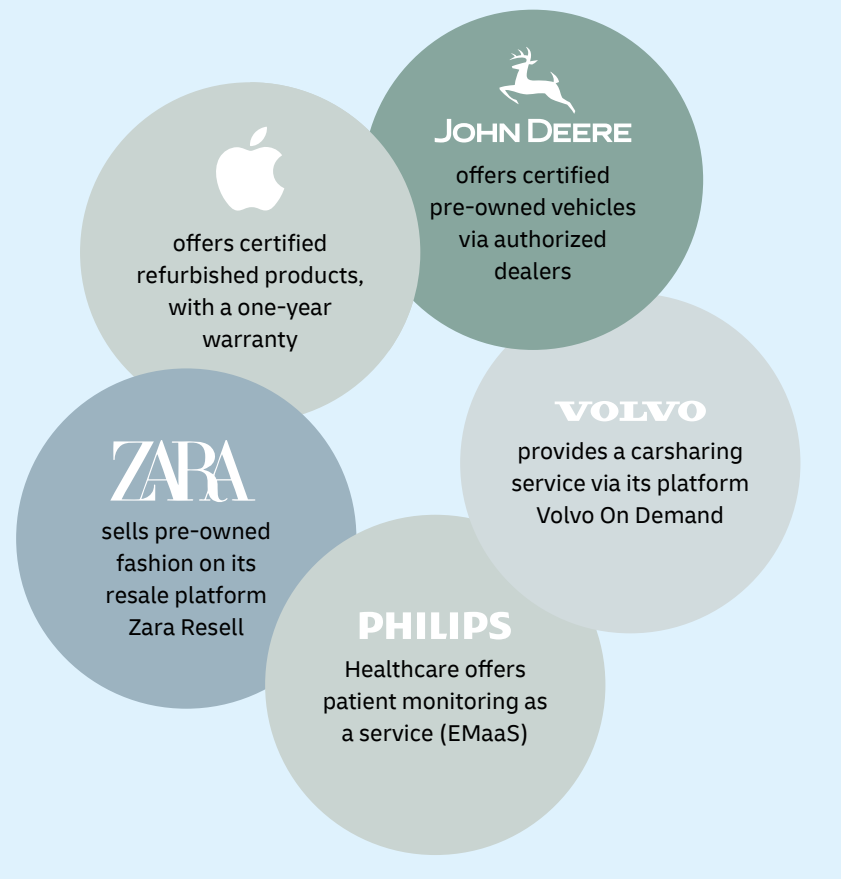 JOHN DEERE
offers certified
pre-owned vehicles
via authorized
dealers
offers certified
refurbished products,
with a one-year
warranty
VOLVO
provides a carsharing
service via its platform
Volvo On Demand
ZARA
sells pre-owned
fashion on its
resale platform
Zara Resell
PHILIPS
Healthcare offers
patient monitoring as
a service (EMaaS)